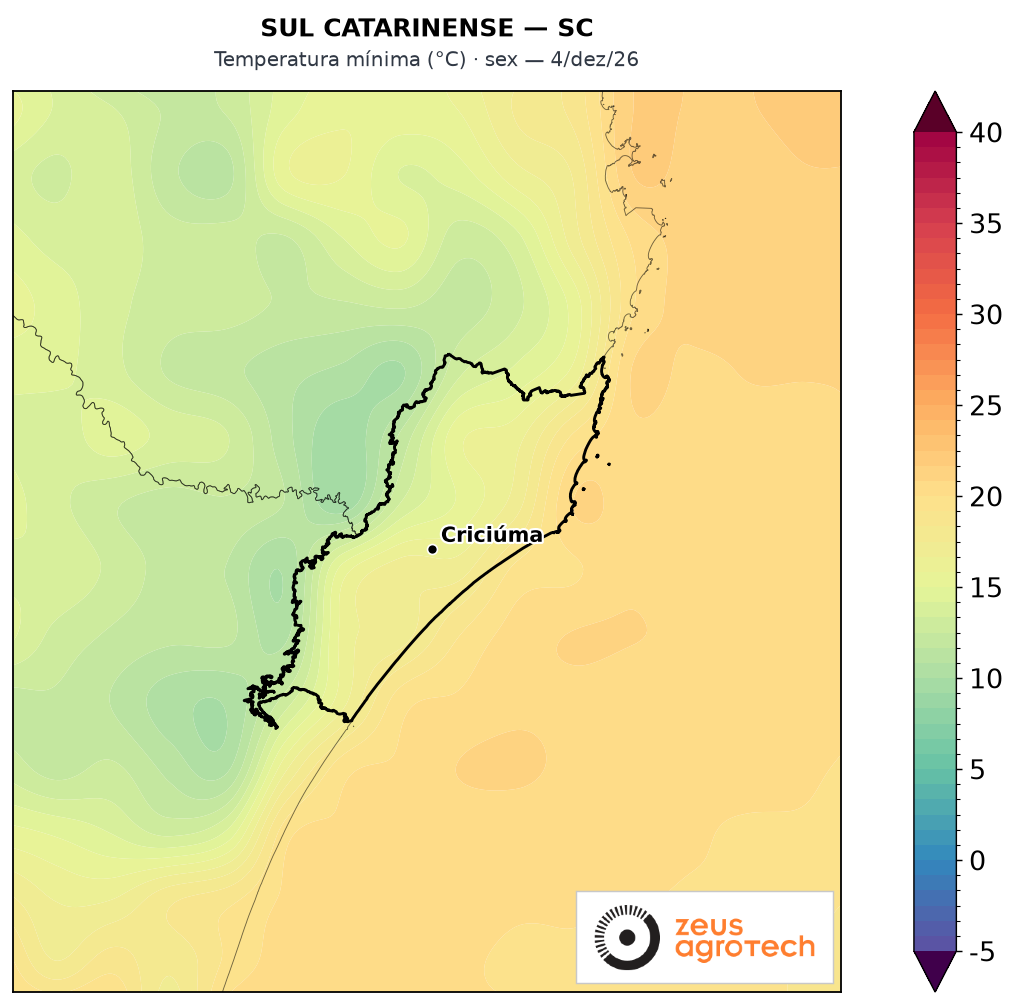 SUL CATARINENSE — SC
Temperatura mínima (°C) · sex — 4/dez/26
Criciúma
40
35
30
25
20
15
10
5
0
-5
zeus
agrotech